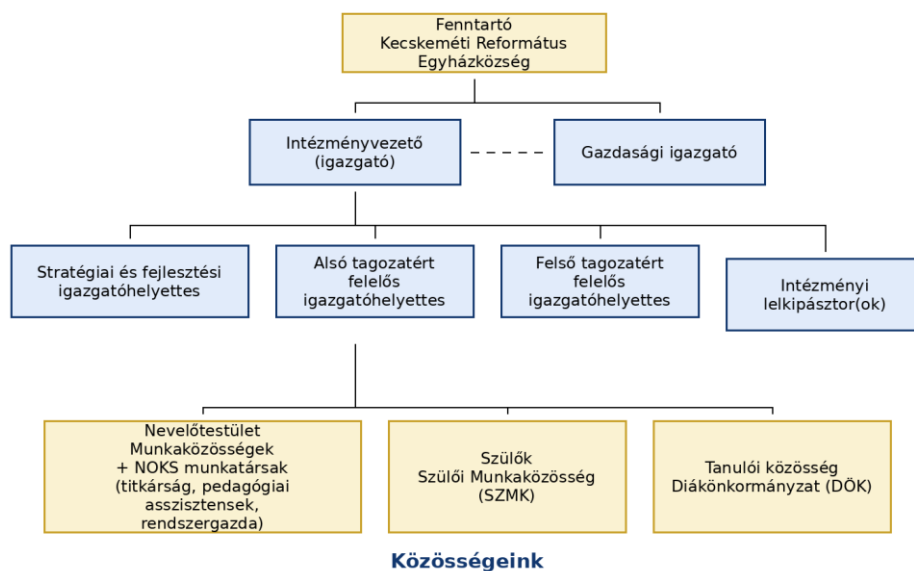 Fenntartó
Kecskeméti Református
Egyházközség
Intézményvezető
(igazgató)
Gazdasági igazgató
Stratégiai és fejlesztési
igazgatóhelyettes
Alsó tagozatért
felelős
igazgatóhelyettes
Felső tagozatért
felelős
igazgatóhelyettes
Intézményi
lelkipásztor(ok)
Nevelőtestület
Munkaközösségek
+ NOKS munkatársak
(titkárság, pedagógiai
asszisztensek,
rendszergazda)
Szülők
Szülői Munkaközösség
(SZMK)
Tanulói közösség
Diákönkormányzat (DÖK)
Közösségeink